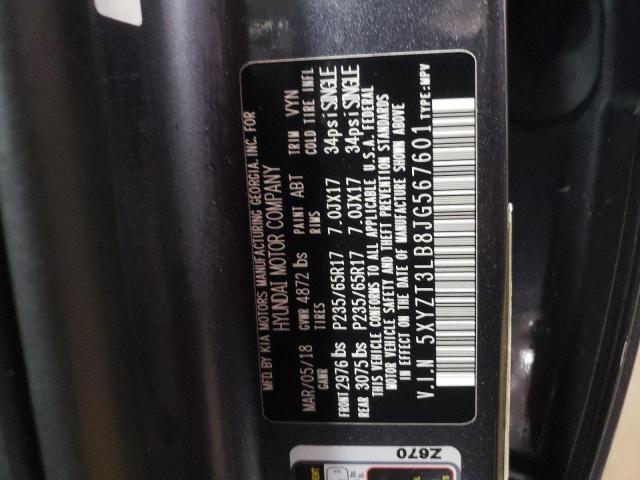 MFD BY KIA MOTORS MANUFACTURING GEORGIA, INC. FOR
HYUNDAI MOTOR COMPANY
MAR/05/18 GVWR 4872 lbs PAINT ABT TRIM VYN
GAWR TIRES RIMS COLD TIRE INFL
FRONT 2976 lbs P235/65R17 7.0JX17 34psi SINGLE
REAR 3075 lbs P235/65R17 7.0JX17 34psi SINGLE
THIS VEHICLE CONFORMS TO ALL APPLICABLE U.S.A. FEDERAL
MOTOR VEHICLE SAFETY AND THEFT PREVENTION STANDARDS
IN EFFECT ON THE DATE OF MANUFACTURE SHOWN ABOVE
V.I.N 5XYZT3LB8JG567601 TYPE:MPV
Z670